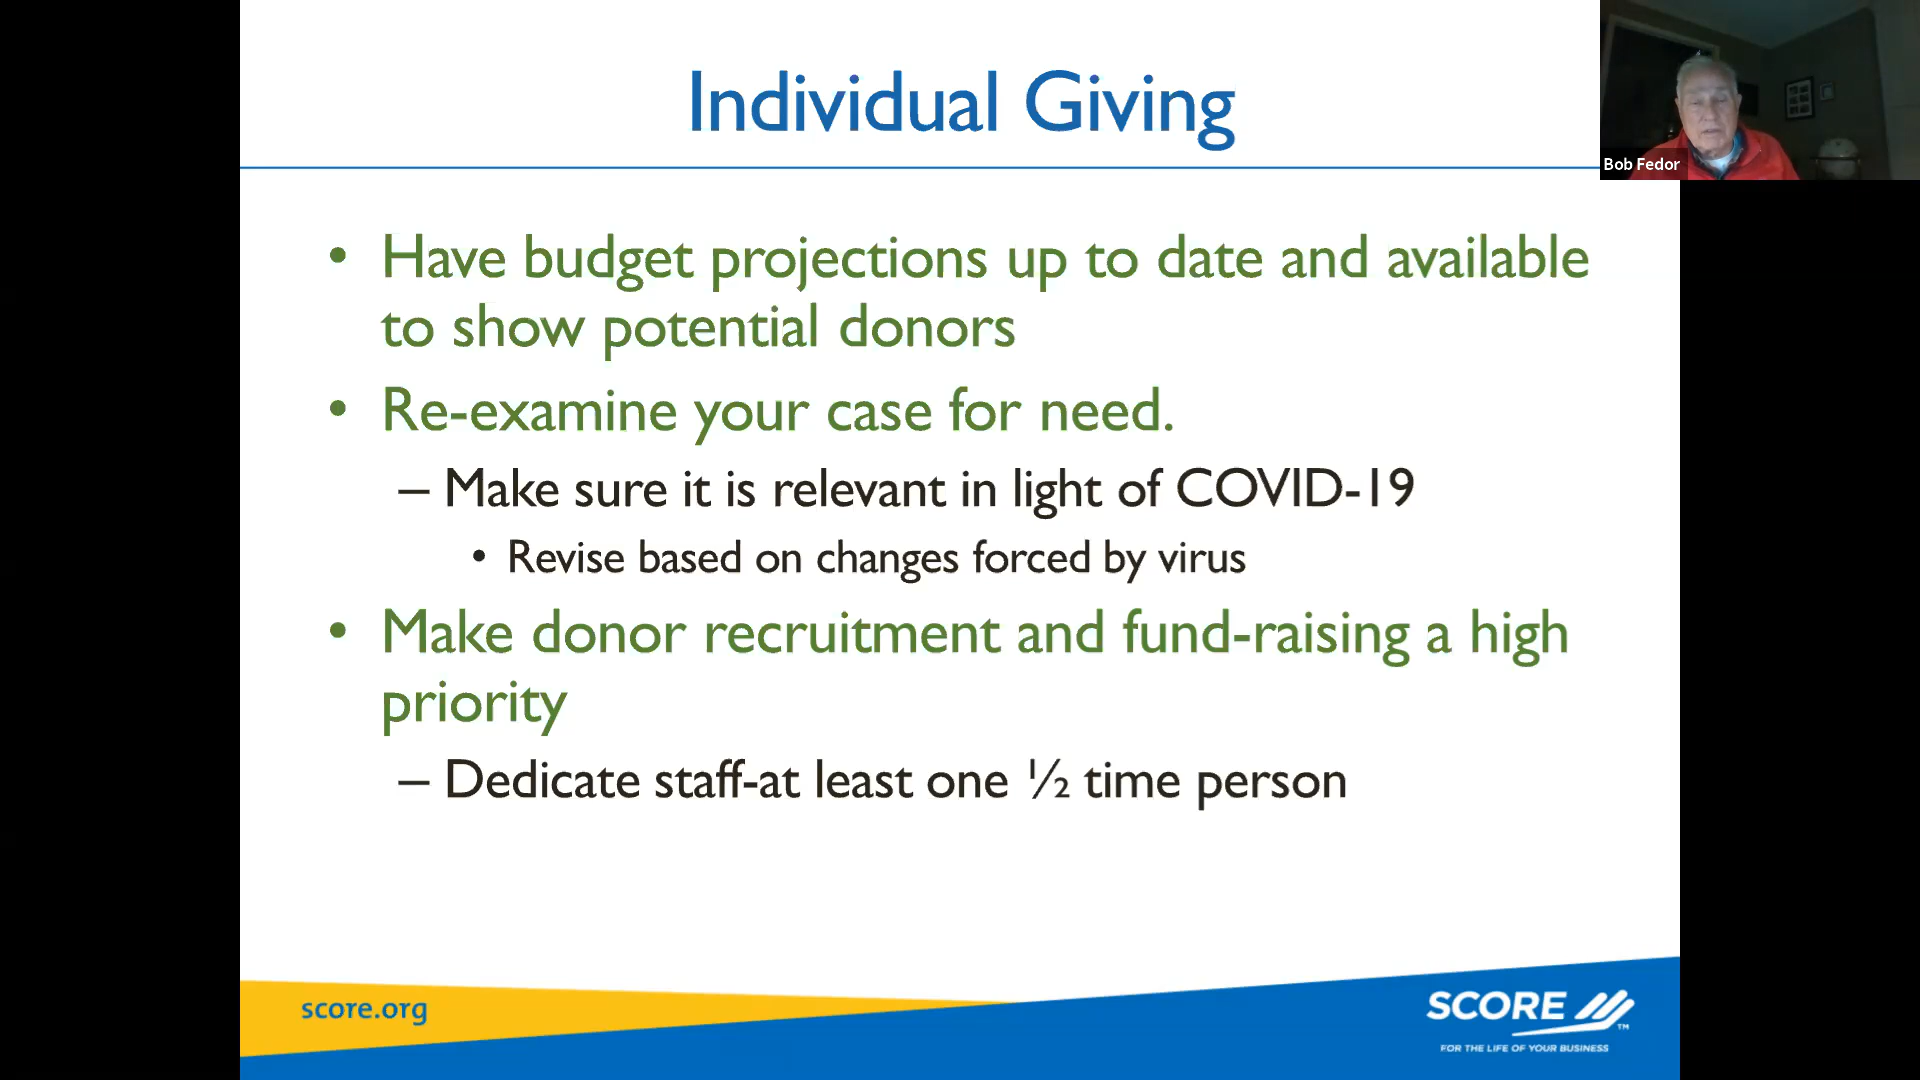 Individual Giving
Bob Fedor
• Have budget projections up to date and available
to show potential donors
• Re-examine your case for need.
– Make sure it is relevant in light of COVID-19
• Revise based on changes forced by virus
• Make donor recruitment and fund-raising a high
priority
– Dedicate staff-at least one ½ time person
score.org
SCORE
TM
FOR THE LIFE OF YOUR BUSINESS